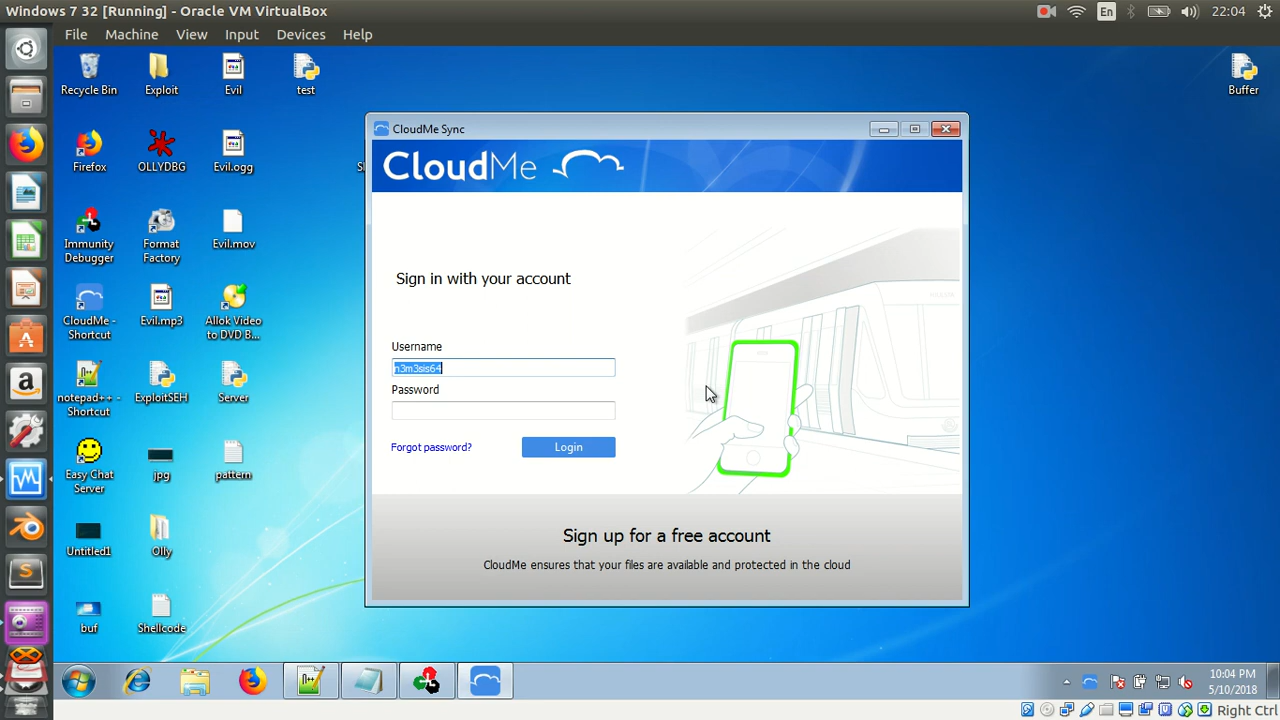 Windows 7 32 [Running] - Oracle VM VirtualBox
En
22:04
File Machine View Input Devices Help
Recycle Bin
Exploit
Evil
test
Buffer
Firefox
OLLYDBG
Evil.ogg
Immunity
Debugger
Format
Factory
Evil.mov
CloudMe -
Shortcut
Evil.mp3
Allok Video
to DVD B...
notepad++ -
Shortcut
ExploitSEH
Server
Easy Chat
Server
jpg
pattern
Untitled1
Olly
buf
Shellcode
CloudMe Sync
CloudMe
Sign in with your account
Username
n3m3sis64
Password
Forgot password?
Login
Sign up for a free account
CloudMe ensures that your files are available and protected in the cloud
10:04 PM
5/10/2018
Right Ctrl